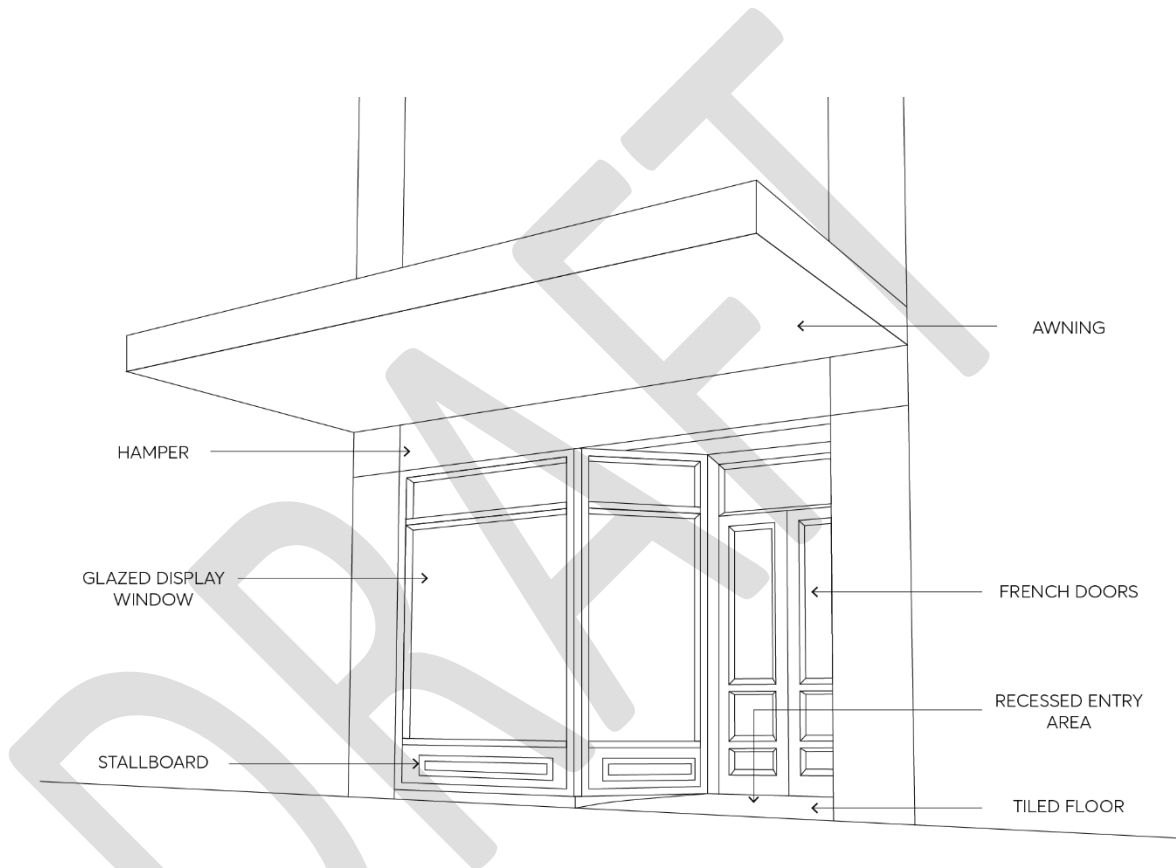 AWNING
HAMPER
GLAZED DISPLAY
WINDOW
FRENCH DOORS
RECESSED ENTRY
AREA
STALLBOARD
TILED FLOOR
DRAFT